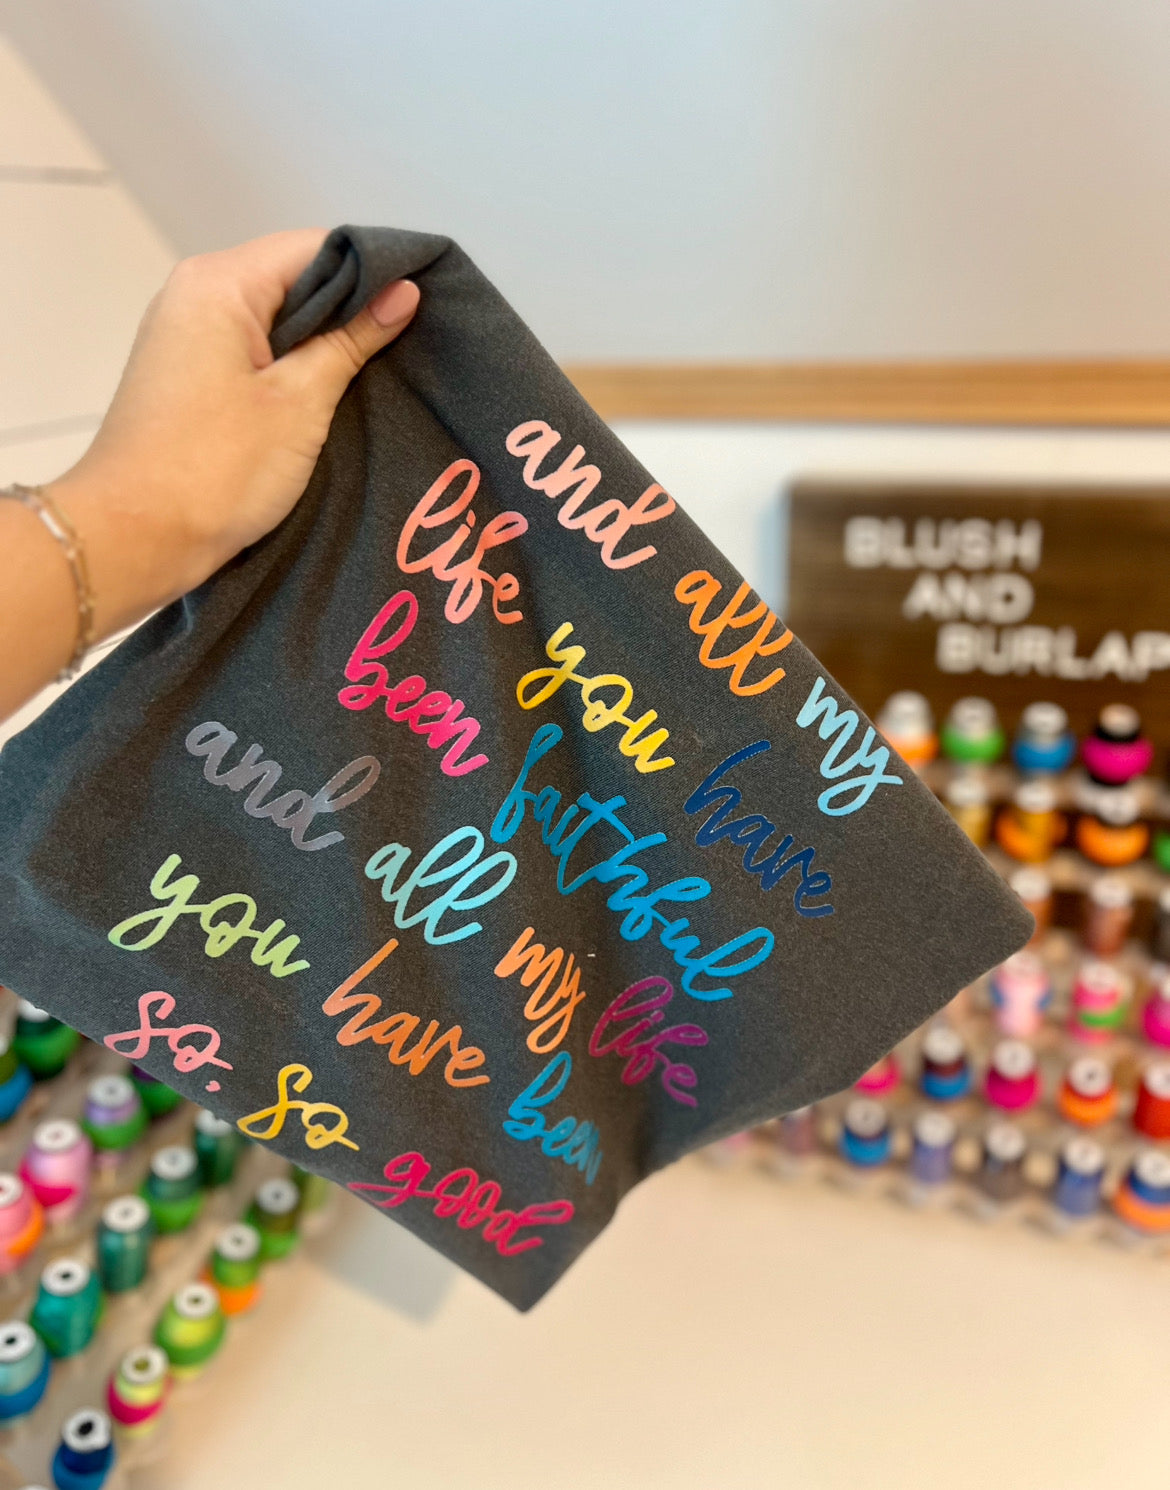 and all my
life you have
been faithful
and all my life
you have been
so, so good
BLUSH
AND
BURLAP